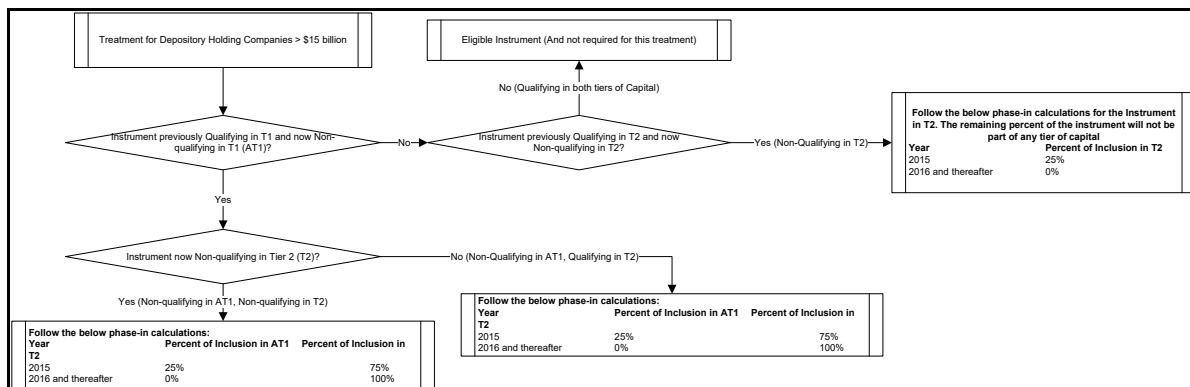 Treatment for Depository Holding Companies > $15 billion
Eligible Instrument (And not required for this treatment)
No (Qualifying in both tiers of Capital)
Instrument previously Qualifying in T1 and now Non-
qualifying in T1 (AT1)?
No
Instrument previously Qualifying in T2 and now
Non-qualifying in T2?
Yes (Non-Qualifying in T2)
Follow the below phase-in calculations for the Instrument
in T2. The remaining percent of the instrument will not be
part of any tier of capital
Year Percent of Inclusion in T2
2015 25%
2016 and thereafter 0%
Yes
Instrument now Non-qualifying in Tier 2 (T2)?
No (Non-Qualifying in AT1, Qualifying in T2)
Yes (Non-qualifying in AT1, Non-qualifying in T2)
Follow the below phase-in calculations:
Year Percent of Inclusion in AT1 Percent of Inclusion in
T2
2015 25% 75%
2016 and thereafter 0% 100%
Follow the below phase-in calculations:
Year Percent of Inclusion in AT1 Percent of Inclusion in
T2
2015 25% 75%
2016 and thereafter 0% 100%